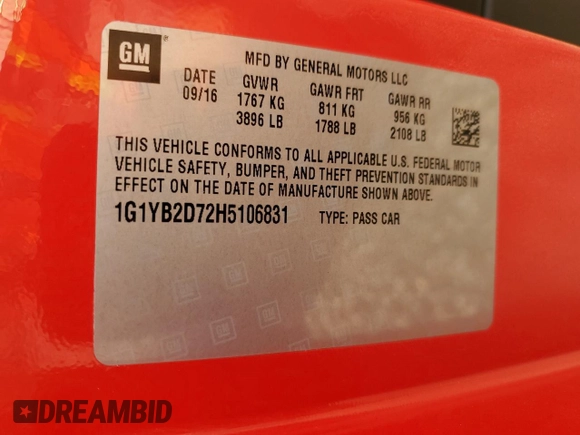 GM
MFD BY GENERAL MOTORS LLC
DATE GVWR GAWR FRT GAWR RR
09/16 1767 KG 811 KG 956 KG
3896 LB 1788 LB 2108 LB
THIS VEHICLE CONFORMS TO ALL APPLICABLE U.S. FEDERAL MOTOR
VEHICLE SAFETY, BUMPER, AND THEFT PREVENTION STANDARDS IN
EFFECT ON THE DATE OF MANUFACTURE SHOWN ABOVE.
1G1YB2D72H5106831 TYPE: PASS CAR
DREAMBID